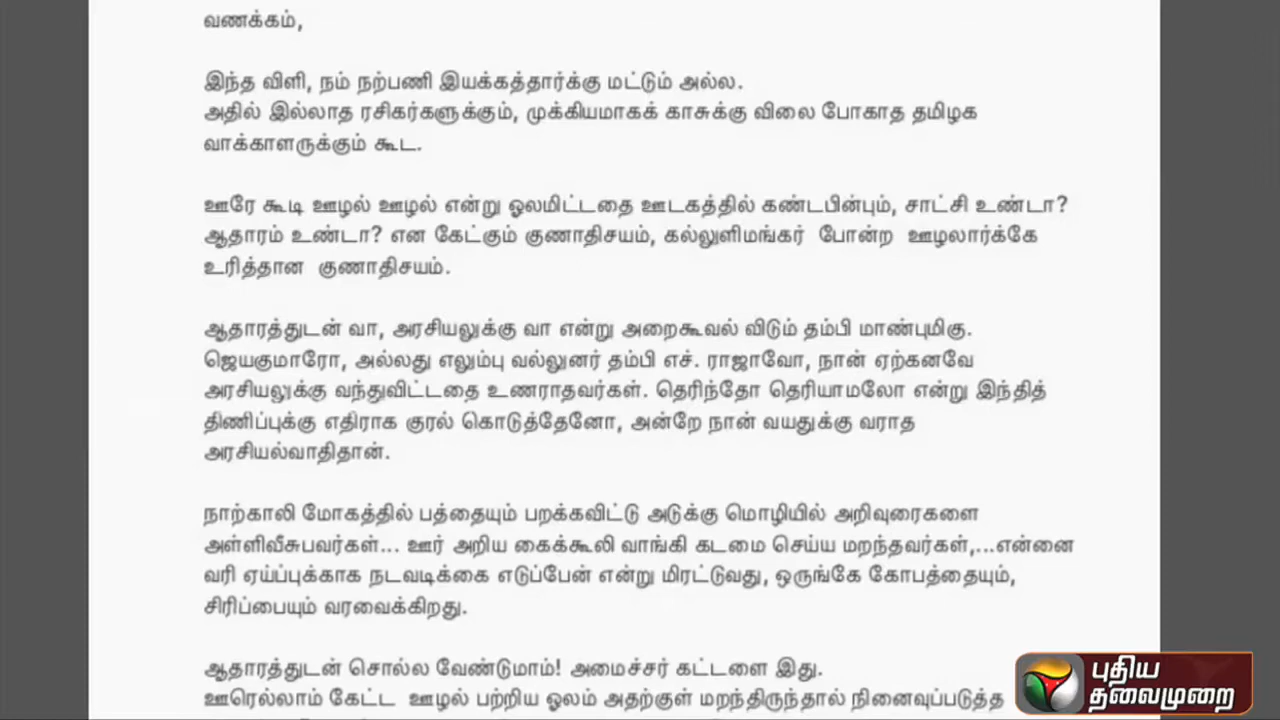 வணக்கம்,
இந்த விளி, நம் நற்பணி இயக்கத்தார்க்கு மட்டும் அல்ல.
அதில் இல்லாத ரசிகர்களுக்கும், முக்கியமாகக் காசுக்கு விலை போகாத தமிழக
வாக்காளருக்கும் கூட.
ஊரே கூடி ஊழல் ஊழல் என்று ஓலமிட்டதை ஊடகத்தில் கண்டபின்பும், சாட்சி உண்டா?
ஆதாரம் உண்டா? என கேட்கும் குணாதிசயம், கல்லுளிமங்கர் போன்ற ஊழலார்க்கே
உரித்தான குணாதிசயம்.
ஆதாரத்துடன் வா, அரசியலுக்கு வா என்று அறைகூவல் விடும் தம்பி மாண்புமிகு.
ஜெயகுமாரோ, அல்லது எலும்பு வல்லுனர் தம்பி எச். ராஜாவோ, நான் ஏற்கனவே
அரசியலுக்கு வந்துவிட்டதை உணராதவர்கள். தெரிந்தோ தெரியாமலோ என்று இந்தித்
திணிப்புக்கு எதிராக குரல் கொடுத்தேனோ, அன்றே நான் வயதுக்கு வராத
அரசியல்வாதிதான்.
நாற்காலி மோகத்தில் பத்தையும் பறக்கவிட்டு அடுக்கு மொழியில் அறிவுரைகளை
அள்ளிவீசுபவர்கள்... ஊர் அறிய கைக்கூலி வாங்கி கடமை செய்ய மறந்தவர்கள்,...என்னை
வரி ஏய்ப்புக்காக நடவடிக்கை எடுப்பேன் என்று மிரட்டுவது, ஒருங்கே கோபத்தையும்,
சிரிப்பையும் வரவைக்கிறது.
ஆதாரத்துடன் சொல்ல வேண்டுமாம்! அமைச்சர் கட்டளை இது.
ஊரெல்லாம் கேட்ட ஊழல் பற்றிய ஓலம் அதற்குள் மறந்திருந்தால் நினைவுப்படுத்த
புதிய
தலைமுறை